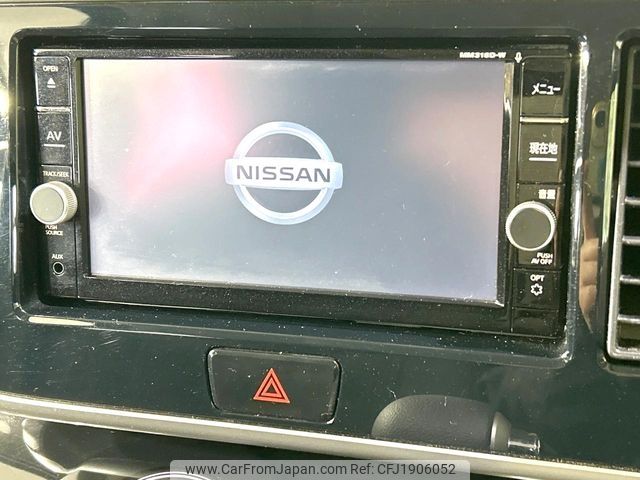 MM316D-W
OPEN
メニュー
AV
現在地
TRACK/SEEK
音量
NISSAN
PUSH
SOURCE
PUSH
AV OFF
AUX
OPT
www.CarFromJapan.com - CFJ1906052